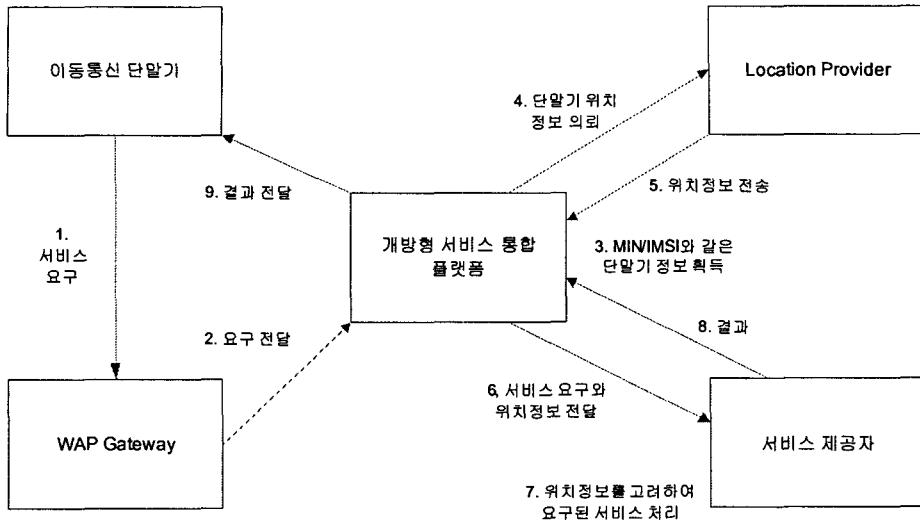 이동통신 단말기
Location Provider
4. 단말기 위치
정보 의뢰
9. 결과 전달
5. 위치정보 전송
1.
서비스
요구
개방형 서비스 통합
플랫폼
3. MIN/IMSI와 같은
단말기 정보 획득
2. 요구 전달
8. 결과
6, 서비스 요구와
위치정보 전달
WAP Gateway
서비스 제공자
7. 위치정보를 고려하여
요구된 서비스 처리